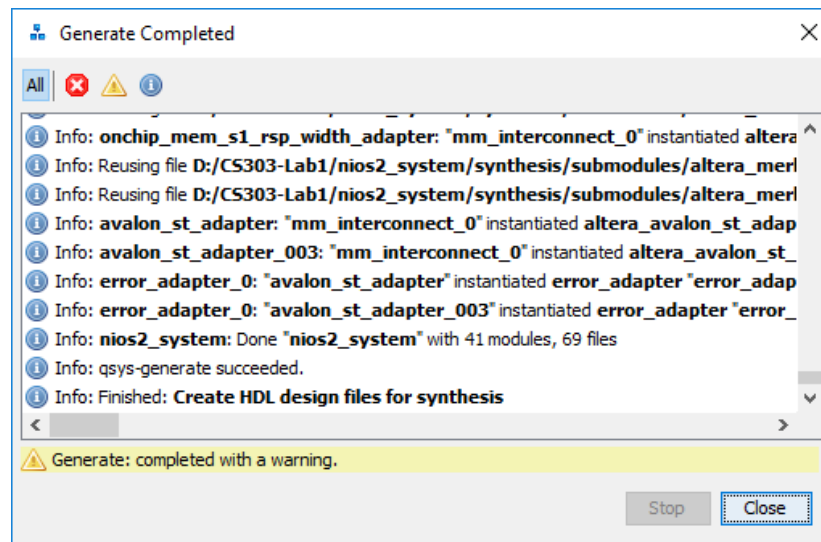 Generate Completed
All
Info: onchip_mem_s1_rsp_width_adapter: "mm_interconnect_0" instantiated altera
Info: Reusing file D:/CS303-Lab1/nios2_system/synthesis/submodules/altera_merl
Info: Reusing file D:/CS303-Lab1/nios2_system/synthesis/submodules/altera_merl
Info: avalon_st_adapter: "mm_interconnect_0" instantiated altera_avalon_st_adap
Info: avalon_st_adapter_003: "mm_interconnect_0" instantiated altera_avalon_st_
Info: error_adapter_0: "avalon_st_adapter" instantiated error_adapter "error_adap
Info: error_adapter_0: "avalon_st_adapter_003" instantiated error_adapter "error_
Info: nios2_system: Done "nios2_system" with 41 modules, 69 files
Info: qsys-generate succeeded.
Info: Finished: Create HDL design files for synthesis
Generate: completed with a warning.
Stop Close